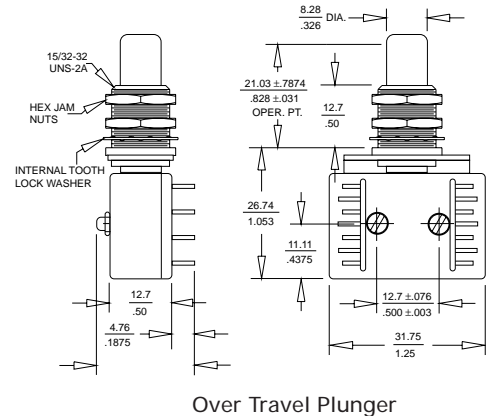 8.28
.326
DIA.
15/32-32
UNS-2A
21.03 ±.7874
.828 ±.031
OPER. PT.
12.7
.50
HEX JAM
NUTS
INTERNAL TOOTH
LOCK WASHER
26.74
1.053
11.11
.4375
12.7
.50
12.7 ±.076
.500 ±.003
4.76
.1875
31.75
1.25
Over Travel Plunger